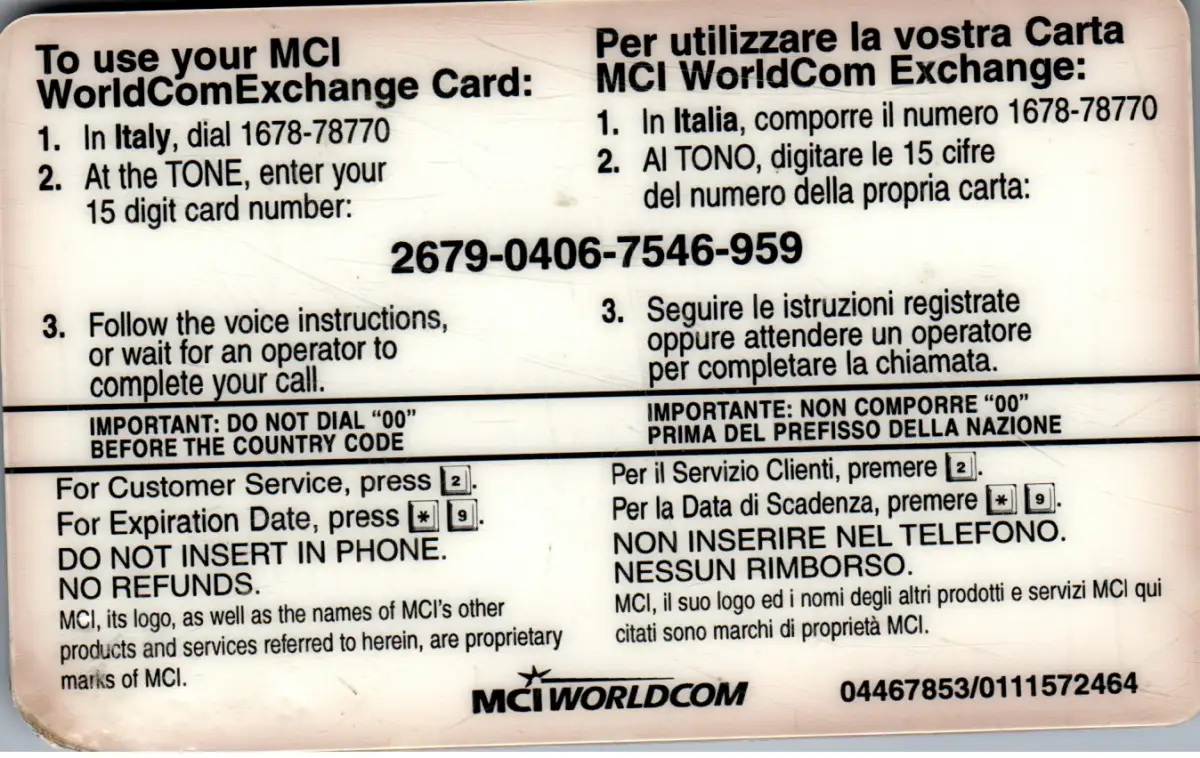 To use your MCI
WorldComExchange Card:
1. In Italy, dial 1678-78770
2. At the TONE, enter your
15 digit card number:
Per utilizzare la vostra Carta
MCI WorldCom Exchange:
1. In Italia, comporre il numero 1678-78770
2. Al TONO, digitare le 15 cifre
del numero della propria carta:
2679-0406-7546-959
3. Follow the voice instructions,
or wait for an operator to
complete your call.
3. Seguire le istruzioni registrate
oppure attendere un operatore
per completare la chiamata.
IMPORTANT: DO NOT DIAL “00”
BEFORE THE COUNTRY CODE
IMPORTANTE: NON COMPORRE “00”
PRIMA DEL PREFISSO DELLA NAZIONE
For Customer Service, press 2.
For Expiration Date, press * 9.
DO NOT INSERT IN PHONE.
NO REFUNDS.
MCI, its logo, as well as the names of MCI's other
products and services referred to herein, are proprietary
marks of MCI.
Per il Servizio Clienti, premere 2.
Per la Data di Scadenza, premere * 9.
NON INSERIRE NEL TELEFONO.
NESSUN RIMBORSO.
MCI, il suo logo ed i nomi degli altri prodotti e servizi MCI qui
citati sono marchi di proprietà MCI.
MCI WORLDCOM
04467853/0111572464